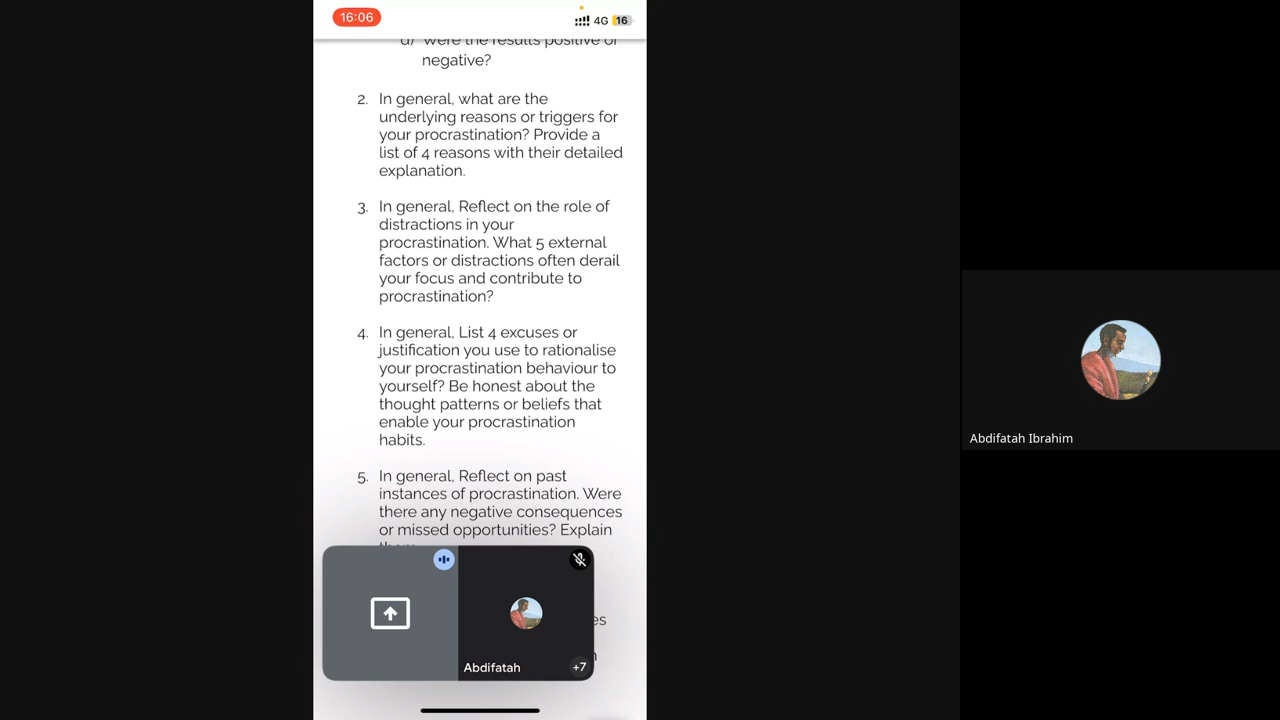 16:06
4G 16
d) Were the results positive or
negative?
2. In general, what are the
underlying reasons or triggers for
your procrastination? Provide a
list of 4 reasons with their detailed
explanation.
3. In general, Reflect on the role of
distractions in your
procrastination. What 5 external
factors or distractions often derail
your focus and contribute to
procrastination?
4. In general, List 4 excuses or
justification you use to rationalise
your procrastination behaviour to
yourself? Be honest about the
thought patterns or beliefs that
enable your procrastination
habits.
5. In general, Reflect on past
instances of procrastination. Were
there any negative consequences
or missed opportunities? Explain
Abdifatah
+7
Abdifatah Ibrahim